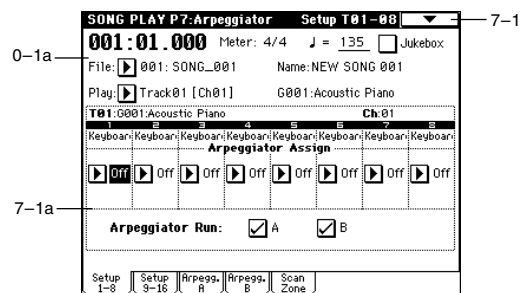 SONG PLAY P7:Arpeggiator Setup T01-08
7-1
001:01.000 Meter: 4/4 ♩ = 135 Jukebox
0-1a
File: 001: SONG_001 Name:NEW SONG 001
Play: Track01 [Ch01] G001:Acoustic Piano
T01:G001:Acoustic Piano Ch:01
1 2 3 4 5 6 7 8
Keyboar Keyboar Keyboar Keyboar Keyboar Keyboar Keyboar Keyboar
Arpeggiator Assign
Off Off Off Off Off Off Off Off
7-1a
Arpeggiator Run: A B
Setup 1-8 Setup 9-16 Arpegg. A Arpegg. B Scan Zone